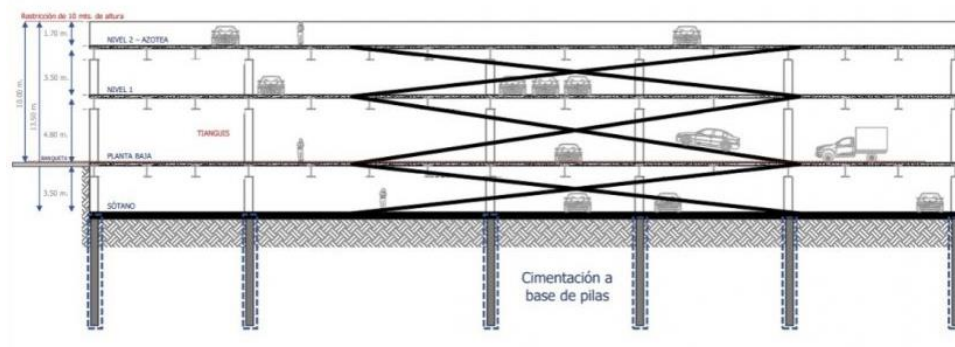 Restricción de 10 mts. de altura
1.70 m.
NIVEL 2 – AZOTEA
3.50 m.
10.00 m.
13.50 m.
NIVEL 1
4.80 m.
TIANGUIS
BANQUETA
PLANTA BAJA
3.50 m.
SÓTANO
Cimentación a
base de pilas